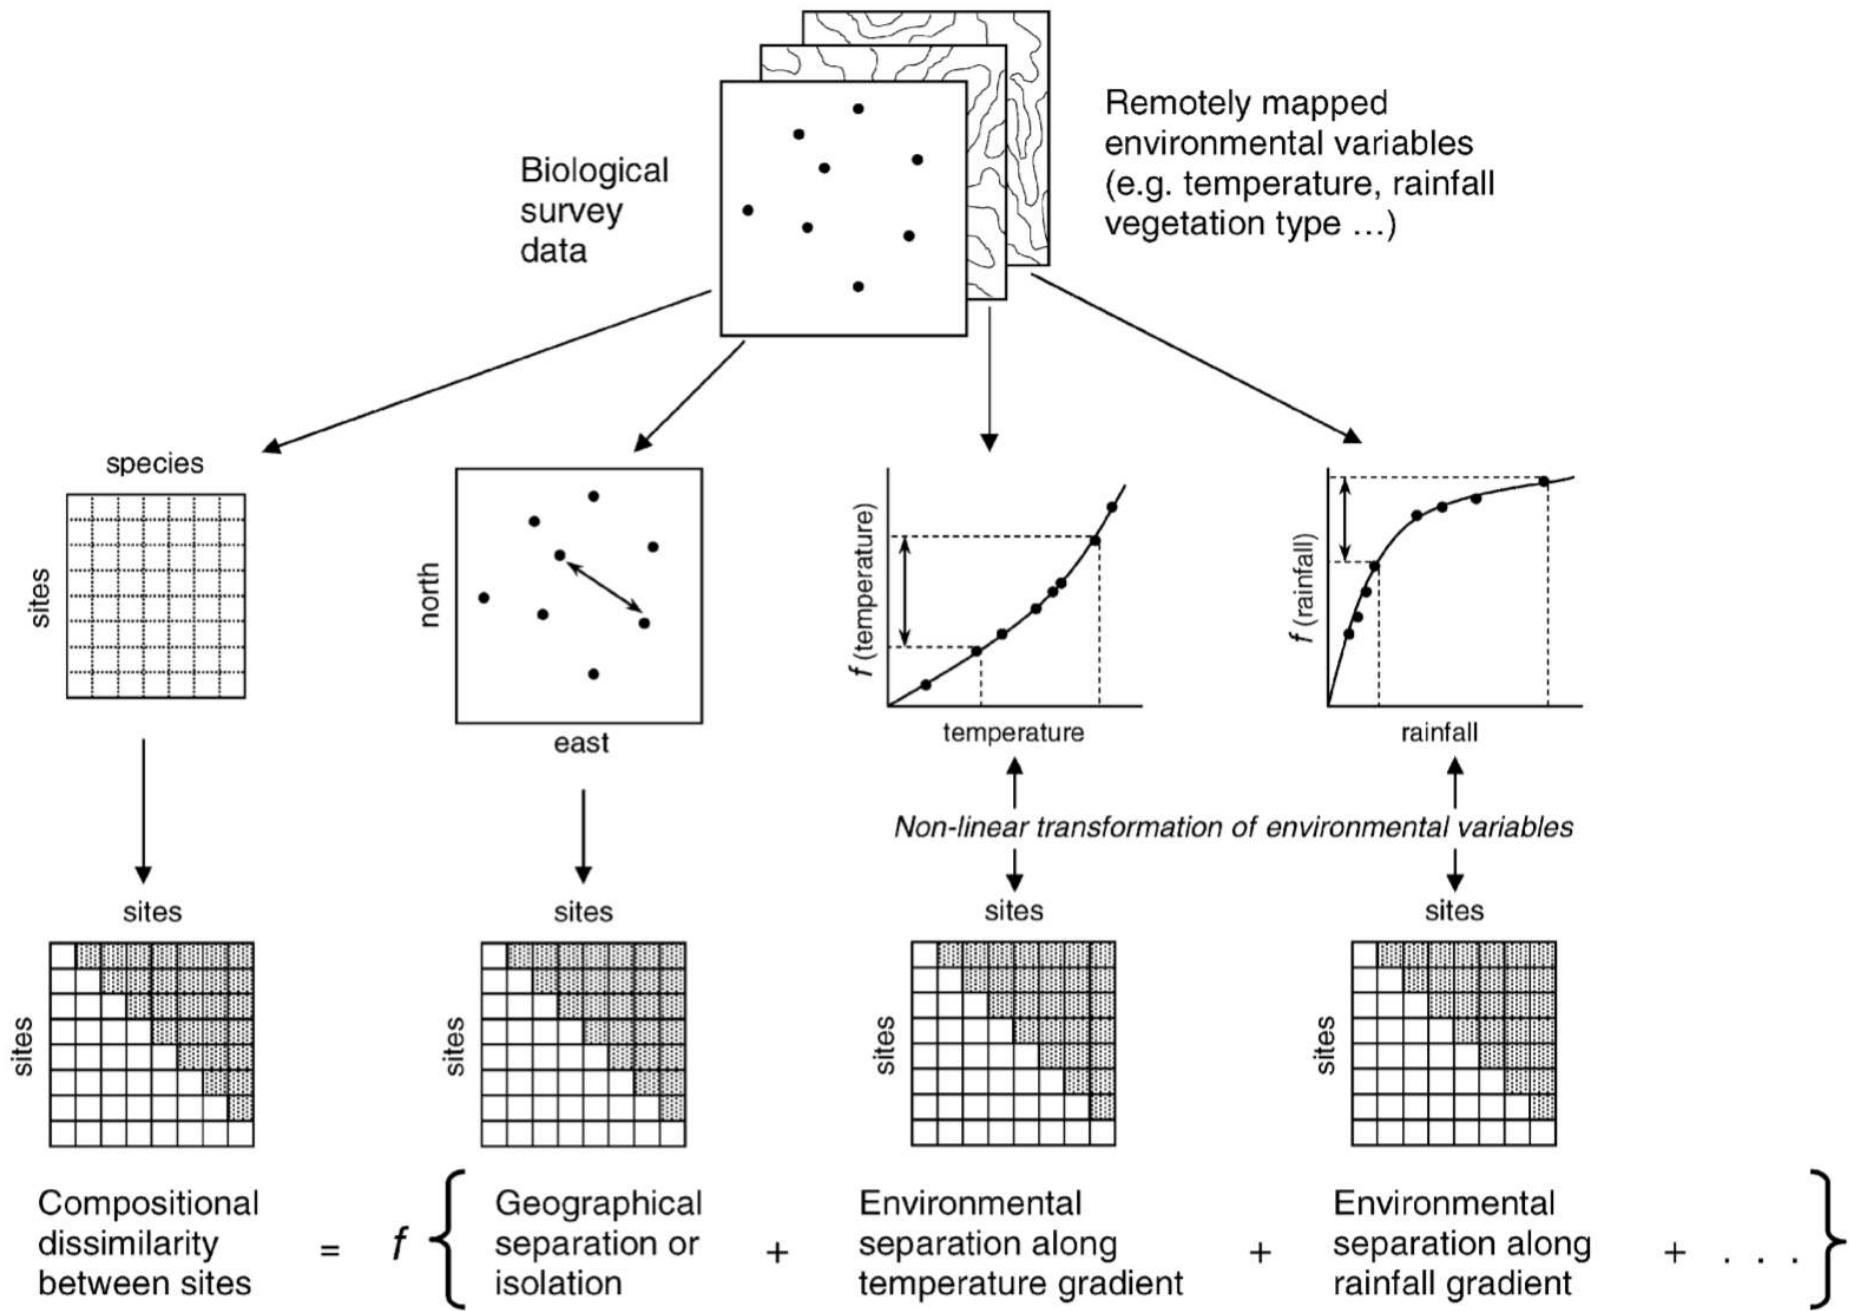 Biological
survey
data
Remotely mapped
environmental variables
(e.g. temperature, rainfall
vegetation type ...)
species
sites
north
east
f (temperature)
temperature
f (rainfall)
rainfall
Non-linear transformation of environmental variables
sites
sites
sites
sites
sites
sites
sites
sites
Compositional
dissimilarity
between sites
=
f {
Geographical
separation or
isolation
+
Environmental
separation along
temperature gradient
+
Environmental
separation along
rainfall gradient
+ . . . }